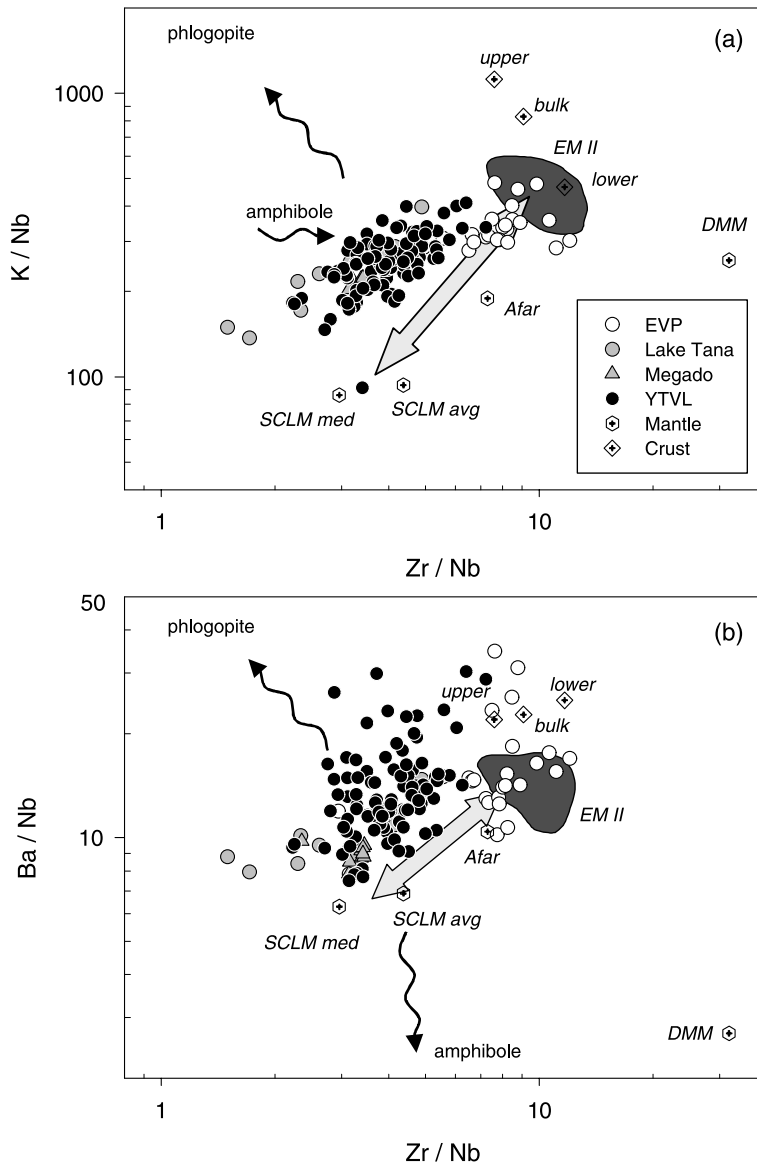 (a)
phlogopite
upper
1000
bulk
EM II
lower
amphibole
DMM
K / Nb
Afar
EVP
Lake Tana
Megado
YTVL
Mantle
Crust
100
SCLM med
SCLM avg
1
10
Zr / Nb
50
(b)
phlogopite
upper
lower
bulk
EM II
10
Afar
Ba / Nb
SCLM avg
SCLM med
DMM
amphibole
1
10
Zr / Nb